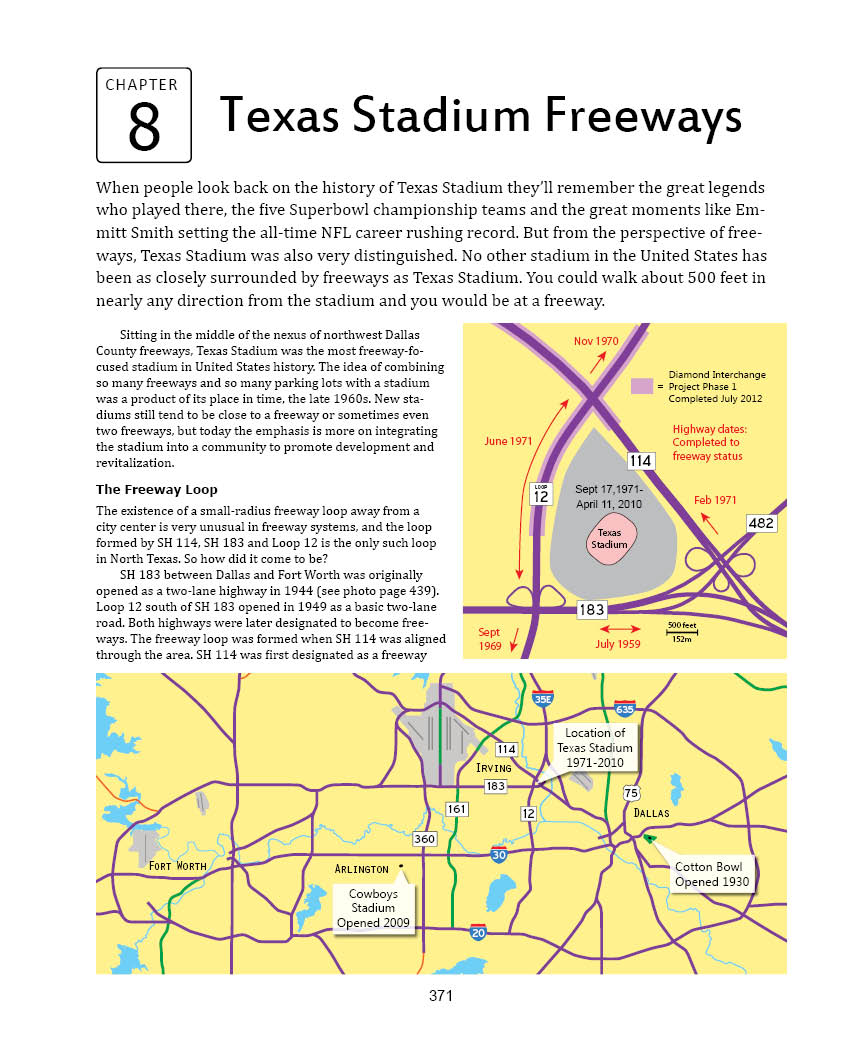 CHAPTER
8
Texas Stadium Freeways
When people look back on the history of Texas Stadium they’ll remember the great legends
who played there, the five Superbowl championship teams and the great moments like Em-
mitt Smith setting the all-time NFL career rushing record. But from the perspective of free-
ways, Texas Stadium was also very distinguished. No other stadium in the United States has
been as closely surrounded by freeways as Texas Stadium. You could walk about 500 feet in
nearly any direction from the stadium and you would be at a freeway.
Sitting in the middle of the nexus of northwest Dallas
County freeways, Texas Stadium was the most freeway-fo-
cused stadium in United States history. The idea of combining
so many freeways and so many parking lots with a stadium
was a product of its place in time, the late 1960s. New sta-
diums still tend to be close to a freeway or sometimes even
two freeways, but today the emphasis is more on integrating
the stadium into a community to promote development and
revitalization.
The Freeway Loop
The existence of a small-radius freeway loop away from a
city center is very unusual in freeway systems, and the loop
formed by SH 114, SH 183 and Loop 12 is the only such loop
in North Texas. So how did it come to be?
SH 183 between Dallas and Fort Worth was originally
opened as a two-lane highway in 1944 (see photo page 439).
Loop 12 south of SH 183 opened in 1949 as a basic two-lane
road. Both highways were later designated to become free-
ways. The freeway loop was formed when SH 114 was aligned
through the area. SH 114 was first designated as a freeway
Nov 1970
Diamond Interchange
= Project Phase 1
Completed July 2012
Highway dates:
Completed to
freeway status
June 1971
114
LOOP
12
Sept 17,1971-
April 11, 2010
Feb 1971
482
Texas
Stadium
183
500 feet
152m
Sept
1969
July 1959
35E
635
Location of
Texas Stadium
1971-2010
114
IRVING
183
75
161
12
DALLAS
360
30
FORT WORTH
ARLINGTON
Cotton Bowl
Opened 1930
Cowboys
Stadium
Opened 2009
20
371